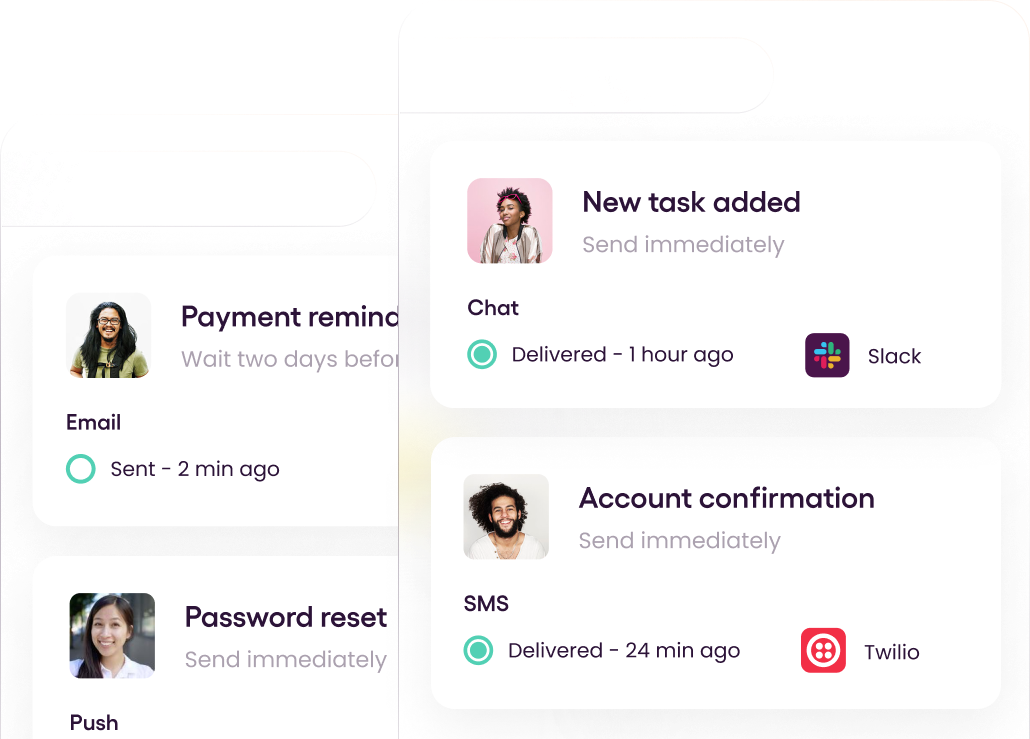 New task added
Send immediately
Chat
Delivered - 1 hour ago
Slack
Account confirmation
Send immediately
SMS
Delivered - 24 min ago
Twilio
Payment remind
Wait two days befor
Email
Sent - 2 min ago
Password reset
Send immediately
Push